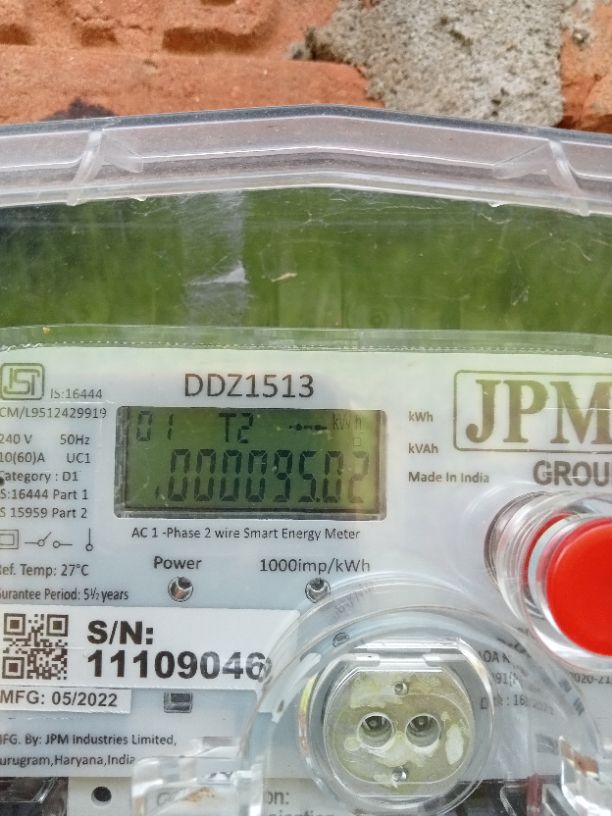 IS:16444
CM/L9512429919
240 V 50Hz
10(60)A UC1
Category : D1
IS:16444 Part 1
IS 15959 Part 2
Ref. Temp: 27°C
Gurantee Period: 5½ years
DDZ1513
01 T2 kWh
000095.02
kWh
kVAh
Made In India
JPM
GROUP
AC 1 -Phase 2 wire Smart Energy Meter
Power 1000imp/kWh
S/N:
11109046
MFG: 05/2022
MFG. By: JPM Industries Limited,
Gurugram,Haryana,India